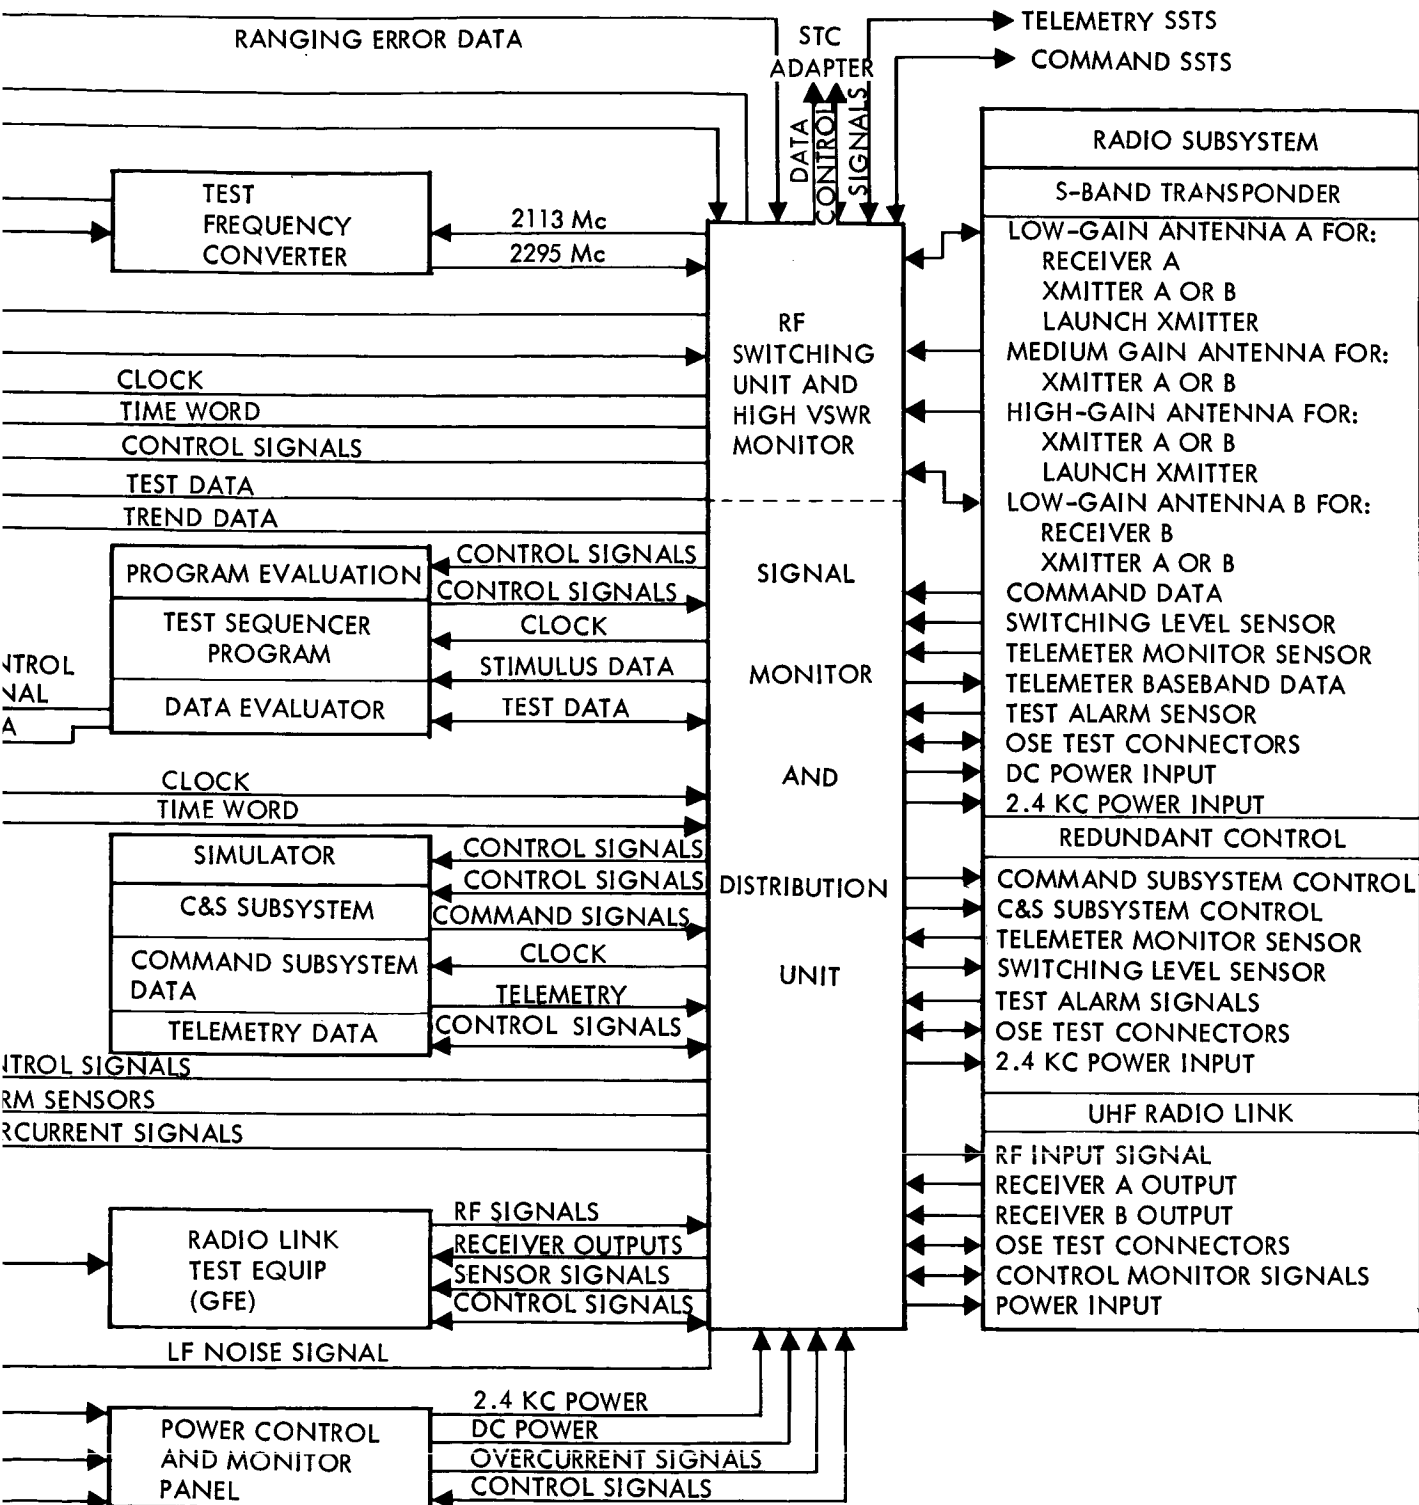 TELEMETRY SSTS
RANGING ERROR DATA
STC
ADAPTER
COMMAND SSTS
DATA
CONTROL
SIGNALS
TEST
FREQUENCY
CONVERTER
2113 Mc
2295 Mc
CLOCK
TIME WORD
CONTROL SIGNALS
TEST DATA
TREND DATA
PROGRAM EVALUATION
TEST SEQUENCER
PROGRAM
DATA EVALUATOR
CONTROL SIGNALS
CONTROL SIGNALS
CLOCK
STIMULUS DATA
TEST DATA
NTROL
NAL
A
CLOCK
TIME WORD
SIMULATOR
C&S SUBSYSTEM
COMMAND SUBSYSTEM
DATA
TELEMETRY DATA
CONTROL SIGNALS
CONTROL SIGNALS
COMMAND SIGNALS
CLOCK
TELEMETRY
CONTROL SIGNALS
NTROL SIGNALS
RM SENSORS
RCURRENT SIGNALS
RADIO LINK
TEST EQUIP
(GFE)
RF SIGNALS
RECEIVER OUTPUTS
SENSOR SIGNALS
CONTROL SIGNALS
LF NOISE SIGNAL
POWER CONTROL
AND MONITOR
PANEL
2.4 KC POWER
DC POWER
OVERCURRENT SIGNALS
CONTROL SIGNALS
RF
SWITCHING
UNIT AND
HIGH VSWR
MONITOR
SIGNAL
MONITOR
AND
DISTRIBUTION
UNIT
RADIO SUBSYSTEM
S-BAND TRANSPONDER
LOW-GAIN ANTENNA A FOR:
RECEIVER A
XMITTER A OR B
LAUNCH XMITTER
MEDIUM GAIN ANTENNA FOR:
XMITTER A OR B
HIGH-GAIN ANTENNA FOR:
XMITTER A OR B
LAUNCH XMITTER
LOW-GAIN ANTENNA B FOR:
RECEIVER B
XMITTER A OR B
COMMAND DATA
SWITCHING LEVEL SENSOR
TELEMETER MONITOR SENSOR
TELEMETER BASEBAND DATA
TEST ALARM SENSOR
OSE TEST CONNECTORS
DC POWER INPUT
2.4 KC POWER INPUT
REDUNDANT CONTROL
COMMAND SUBSYSTEM CONTROL
C&S SUBSYSTEM CONTROL
TELEMETER MONITOR SENSOR
SWITCHING LEVEL SENSOR
TEST ALARM SIGNALS
OSE TEST CONNECTORS
2.4 KC POWER INPUT
UHF RADIO LINK
RF INPUT SIGNAL
RECEIVER A OUTPUT
RECEIVER B OUTPUT
OSE TEST CONNECTORS
CONTROL MONITOR SIGNALS
POWER INPUT